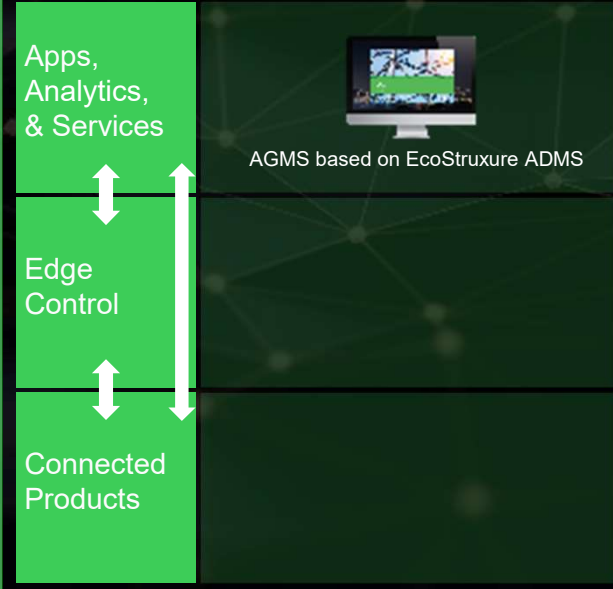 Apps,
Analytics,
& Services
AGMS based on EcoStruxure ADMS
Edge
Control
Connected
Products